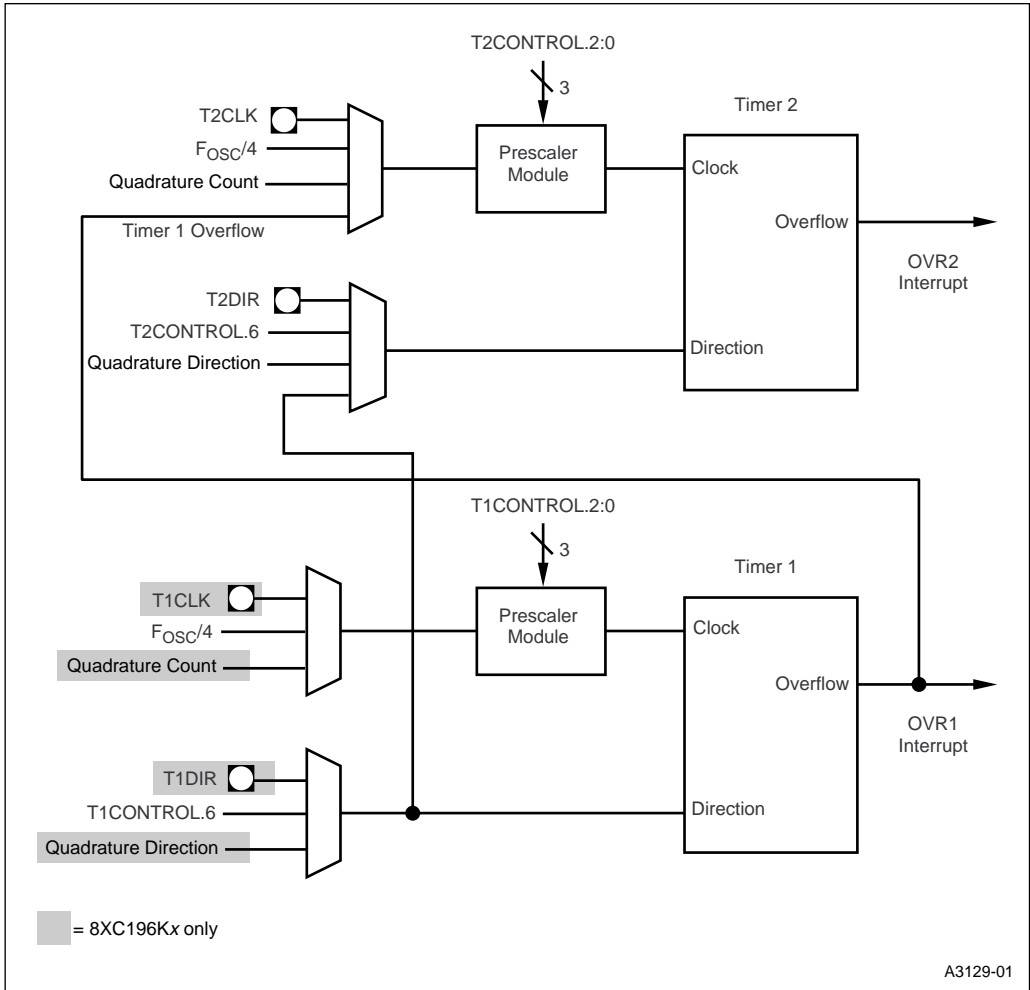 T2CONTROL.2:0
3
Timer 2
T2CLK
FOSC/4
Quadrature Count
Timer 1 Overflow
Prescaler
Module
Clock
Overflow
OVR2
Interrupt
T2DIR
T2CONTROL.6
Quadrature Direction
Direction
T1CONTROL.2:0
3
Timer 1
T1CLK
FOSC/4
Quadrature Count
Prescaler
Module
Clock
Overflow
OVR1
Interrupt
T1DIR
T1CONTROL.6
Quadrature Direction
Direction
= 8XC196Kx only
A3129-01